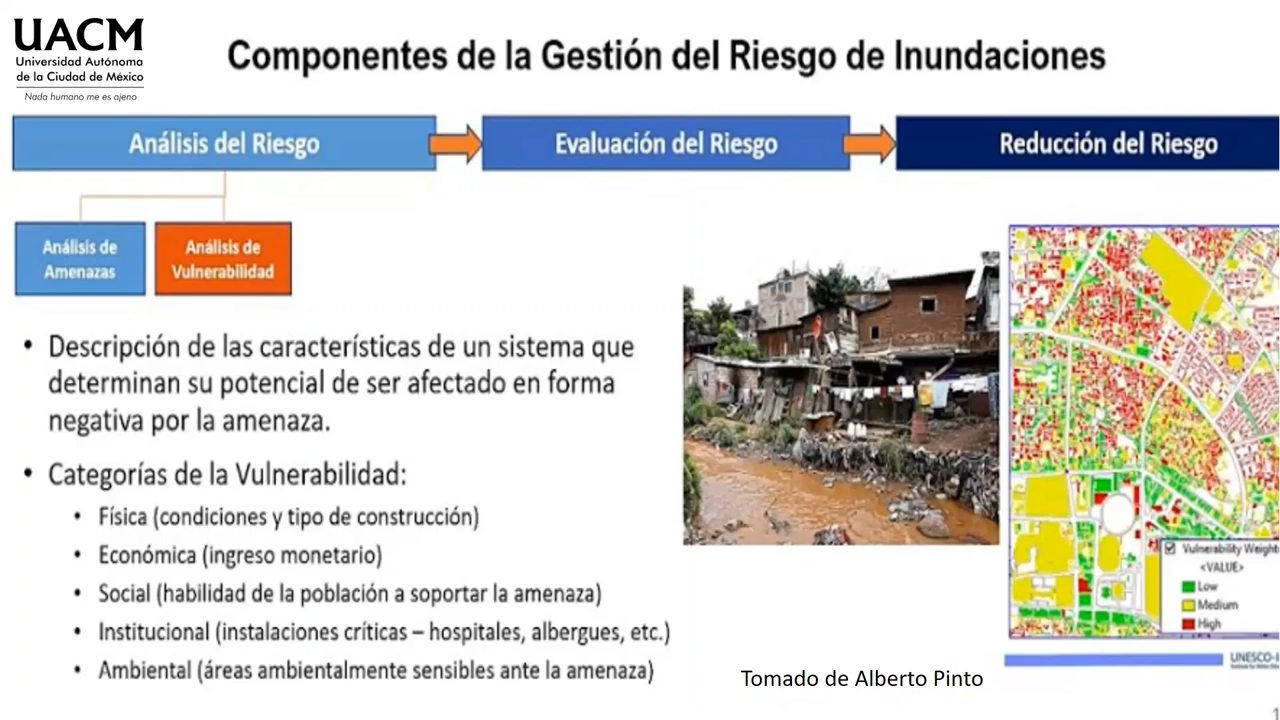 UACM
Universidad Autónoma
de la Ciudad de México
Nada humano me es ajeno
Componentes de la Gestión del Riesgo de Inundaciones
Análisis del Riesgo
Evaluación del Riesgo
Reducción del Riesgo
Análisis de
Amenazas
Análisis de
Vulnerabilidad
• Descripción de las características de un sistema que
determinan su potencial de ser afectado en forma
negativa por la amenaza.
• Categorías de la Vulnerabilidad:
• Física (condiciones y tipo de construcción)
• Económica (ingreso monetario)
• Social (habilidad de la población a soportar la amenaza)
• Institucional (instalaciones críticas – hospitales, albergues, etc.)
• Ambiental (áreas ambientalmente sensibles ante la amenaza)
Vulnerability Weight
<VALUE>
Low
Medium
High
UNESCO-I
Tomado de Alberto Pinto
1